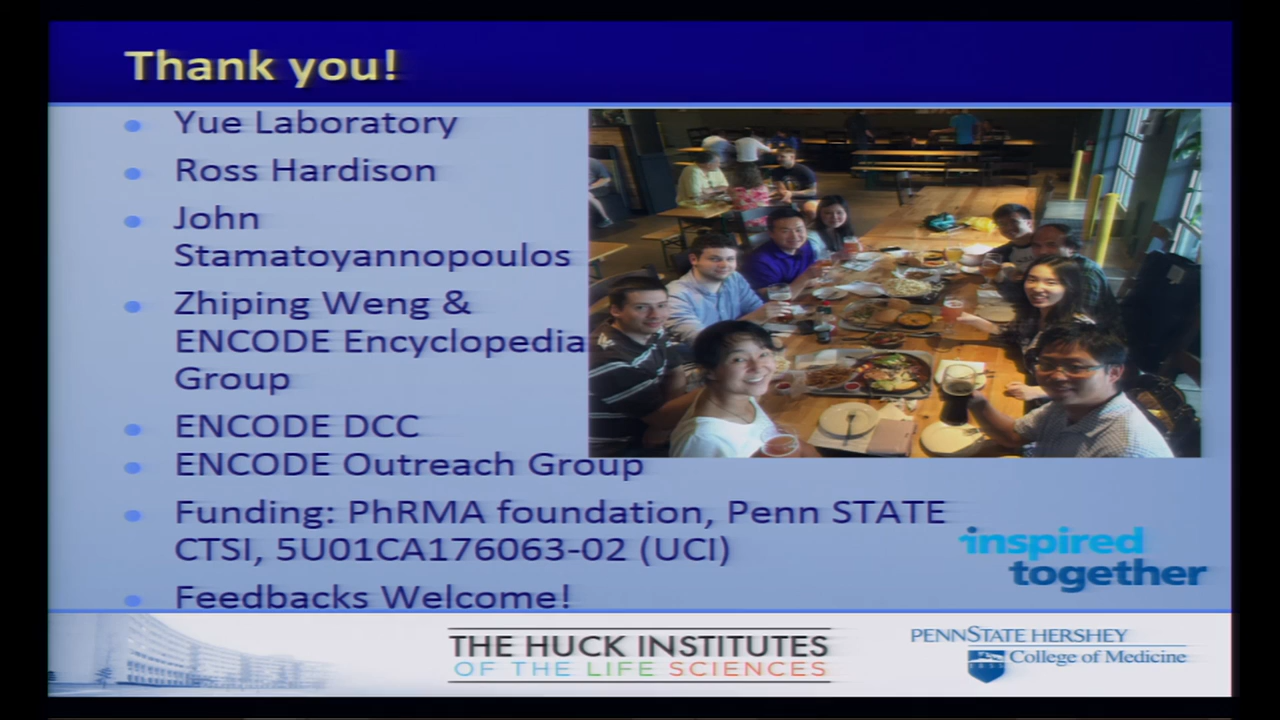 Thank you!
Yue Laboratory
Ross Hardison
John
Stamatoyannopoulos
Zhiping Weng &
ENCODE Encyclopedia
Group
ENCODE DCC
ENCODE Outreach Group
Funding: PhRMA foundation, Penn STATE
CTSI, 5U01CA176063-02 (UCI)
Feedbacks Welcome!
inspired
together
THE HUCK INSTITUTES
OF THE LIFE SCIENCES
PENNSTATE HERSHEY
College of Medicine